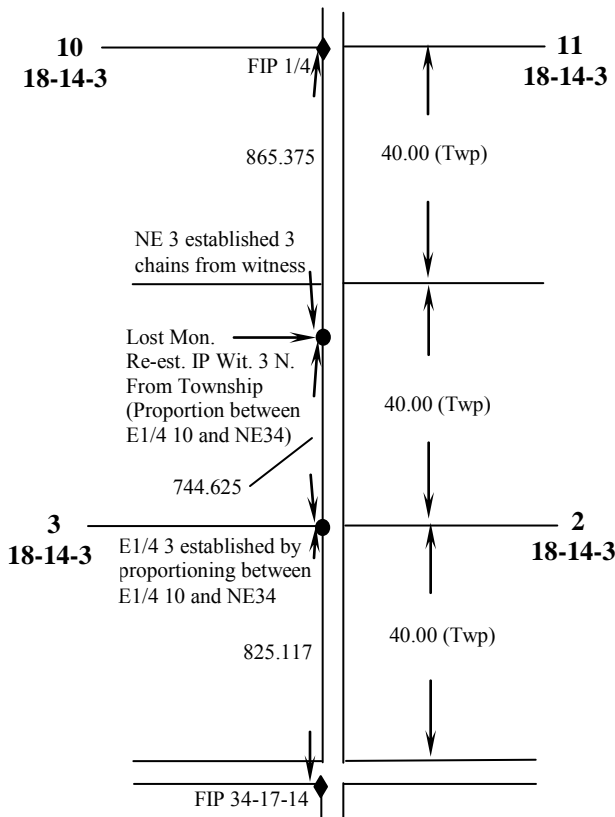 10
18-14-3
11
18-14-3
FIP 1/4
865.375
40.00 (Twp)
NE 3 established 3
chains from witness
Lost Mon.
Re-est. IP Wit. 3 N.
From Township
(Proportion between
E1/4 10 and NE34)
40.00 (Twp)
744.625
3
18-14-3
2
18-14-3
E1/4 3 established by
proportioning between
E1/4 10 and NE34
825.117
40.00 (Twp)
FIP 34-17-14